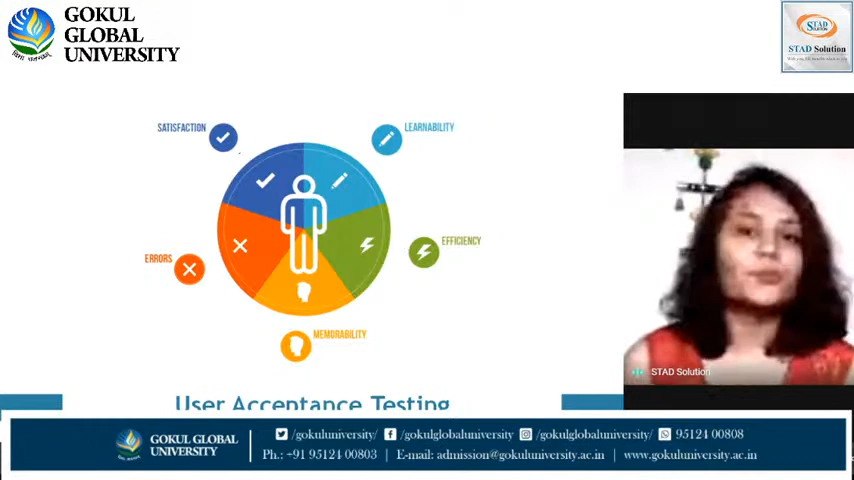 GOKUL
GLOBAL
UNIVERSITY
STAD
SOLUTION
STAD Solution
SATISFACTION
LEARNABILITY
ERRORS
EFFICIENCY
MEMORABILITY
STAD Solution
User Acceptance Testing
GOKUL GLOBAL
UNIVERSITY
/gokuluniversity/ /gokulglobaluniversity /gokulglobaluniversity/ 95124 00808
Ph.: +91 95124 00803 | E-mail: admission@gokuluniversity.ac.in | www.gokuluniversity.ac.in